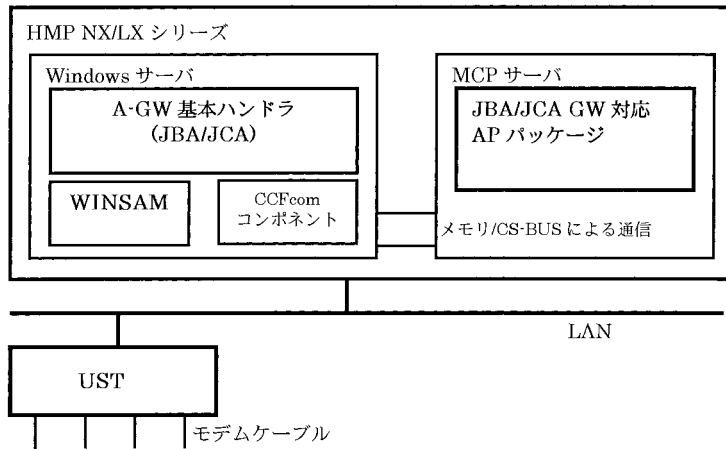 HMP NX/LX シリーズ
Windows サーバ
A-GW 基本ハンドラ
(JBA/JCA)
WINSAM
CCFcom
コンポネント
MCP サーバ
JBA/JCA GW 対応
AP パッケージ
メモリ/CS-BUS による通信
LAN
UST
モデムケーブル